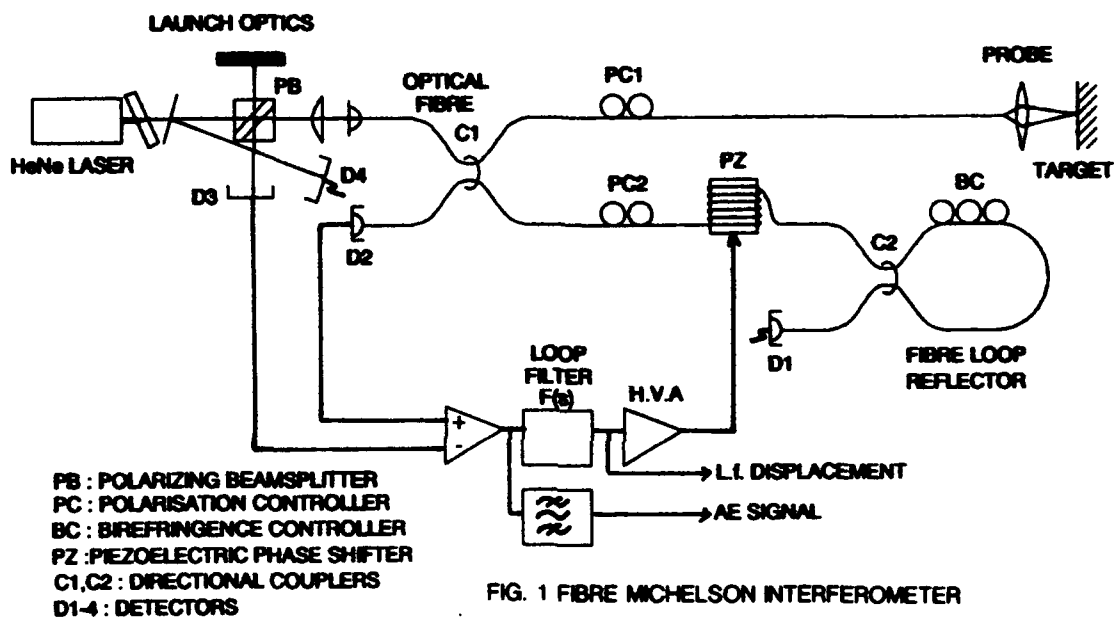 LAUNCH OPTICS
PB
HeNe LASER
D3
D4
D2
OPTICAL
FIBRE
C1
PC1
PC2
PZ
PROBE
TARGET
BC
C2
D1
FIBRE LOOP
REFLECTOR
LOOP
FILTER
F(s)
H.V.A
+
-
L.f. DISPLACEMENT
AE SIGNAL
PB : POLARIZING BEAMSPLITTER
PC : POLARISATION CONTROLLER
BC : BIREFRINGENCE CONTROLLER
PZ :PIEZOELECTRIC PHASE SHIFTER
C1,C2 : DIRECTIONAL COUPLERS
D1-4 : DETECTORS
FIG. 1 FIBRE MICHELSON INTERFEROMETER